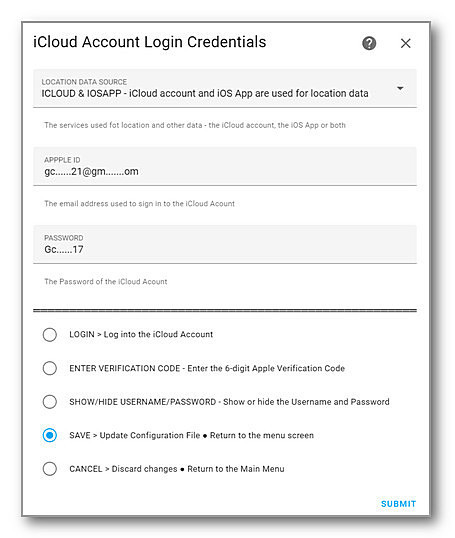 iCloud Account Login Credentials
LOCATION DATA SOURCE
ICLOUD & IOSAPP - iCloud account and iOS App are used for location data
The services used fot location and other data - the iCloud account, the iOS App or both
APPPLE ID
gc......21@gm.......om
The email address used to sign in to the iCloud Acount
PASSWORD
Gc......17
The Password of the iCloud Acount
LOGIN > Log into the iCloud Account
ENTER VERIFICATION CODE - Enter the 6-digit Apple Verification Code
SHOW/HIDE USERNAME/PASSWORD - Show or hide the Username and Password
SAVE > Update Configuration File ● Return to the menu screen
CANCEL > Discard changes ● Return to the Main Menu
SUBMIT